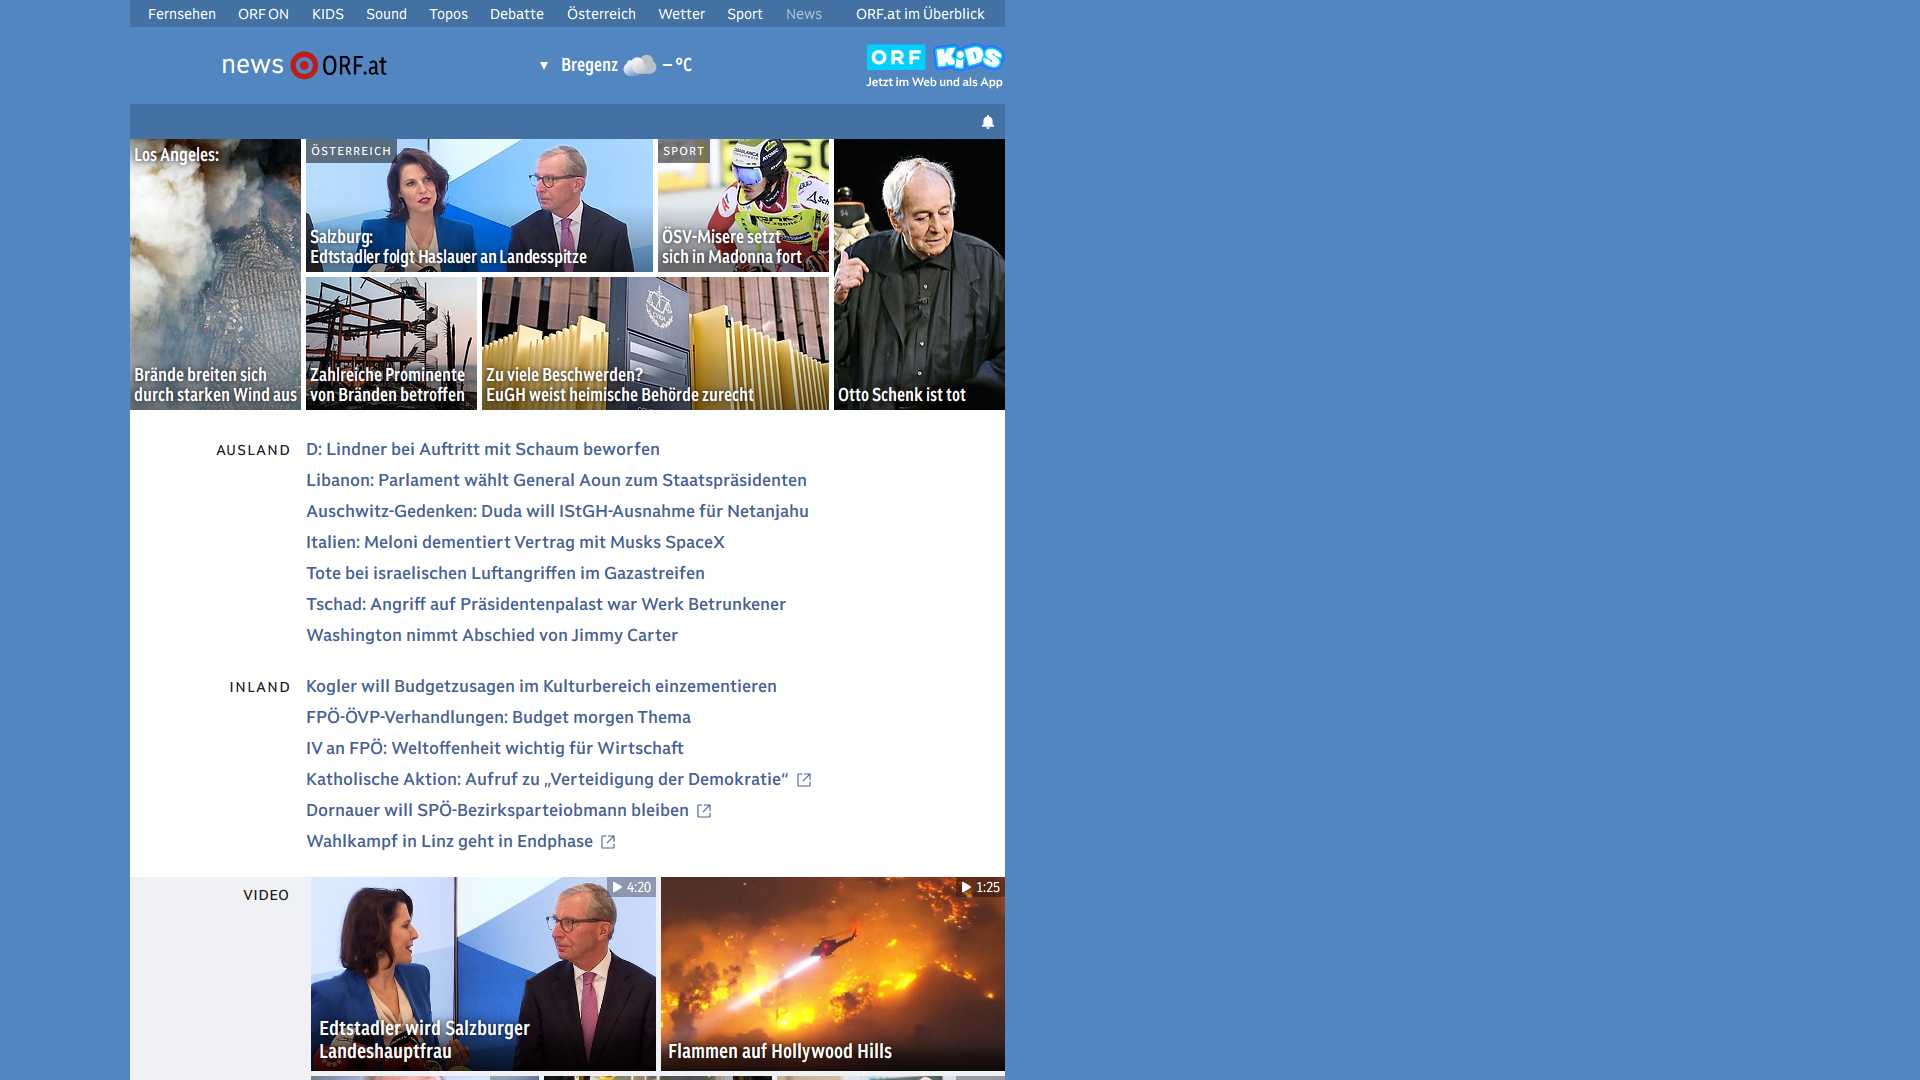 Fernsehen ORF ON KIDS Sound Topos Debatte Österreich Wetter Sport News ORF.at im Überblick
news ORF.at
▼ Bregenz – °C
ORF KiDS
Jetzt im Web und als App
Los Angeles:
Brände breiten sich
durch starken Wind aus
ÖSTERREICH
Salzburg:
Edtstadler folgt Haslauer an Landesspitze
SPORT
ÖSV-Misere setzt
sich in Madonna fort
Zahlreiche Prominente
von Bränden betroffen
Zu viele Beschwerden?
EuGH weist heimische Behörde zurecht
Otto Schenk ist tot
AUSLAND
D: Lindner bei Auftritt mit Schaum beworfen
Libanon: Parlament wählt General Aoun zum Staatspräsidenten
Auschwitz-Gedenken: Duda will IStGH-Ausnahme für Netanjahu
Italien: Meloni dementiert Vertrag mit Musks SpaceX
Tote bei israelischen Luftangriffen im Gazastreifen
Tschad: Angriff auf Präsidentenpalast war Werk Betrunkener
Washington nimmt Abschied von Jimmy Carter
INLAND
Kogler will Budgetzusagen im Kulturbereich einzementieren
FPÖ-ÖVP-Verhandlungen: Budget morgen Thema
IV an FPÖ: Weltoffenheit wichtig für Wirtschaft
Katholische Aktion: Aufruf zu „Verteidigung der Demokratie“
Dornauer will SPÖ-Bezirksparteiobmann bleiben
Wahlkampf in Linz geht in Endphase
VIDEO
4:20
Edtstadler wird Salzburger
Landeshauptfrau
1:25
Flammen auf Hollywood Hills